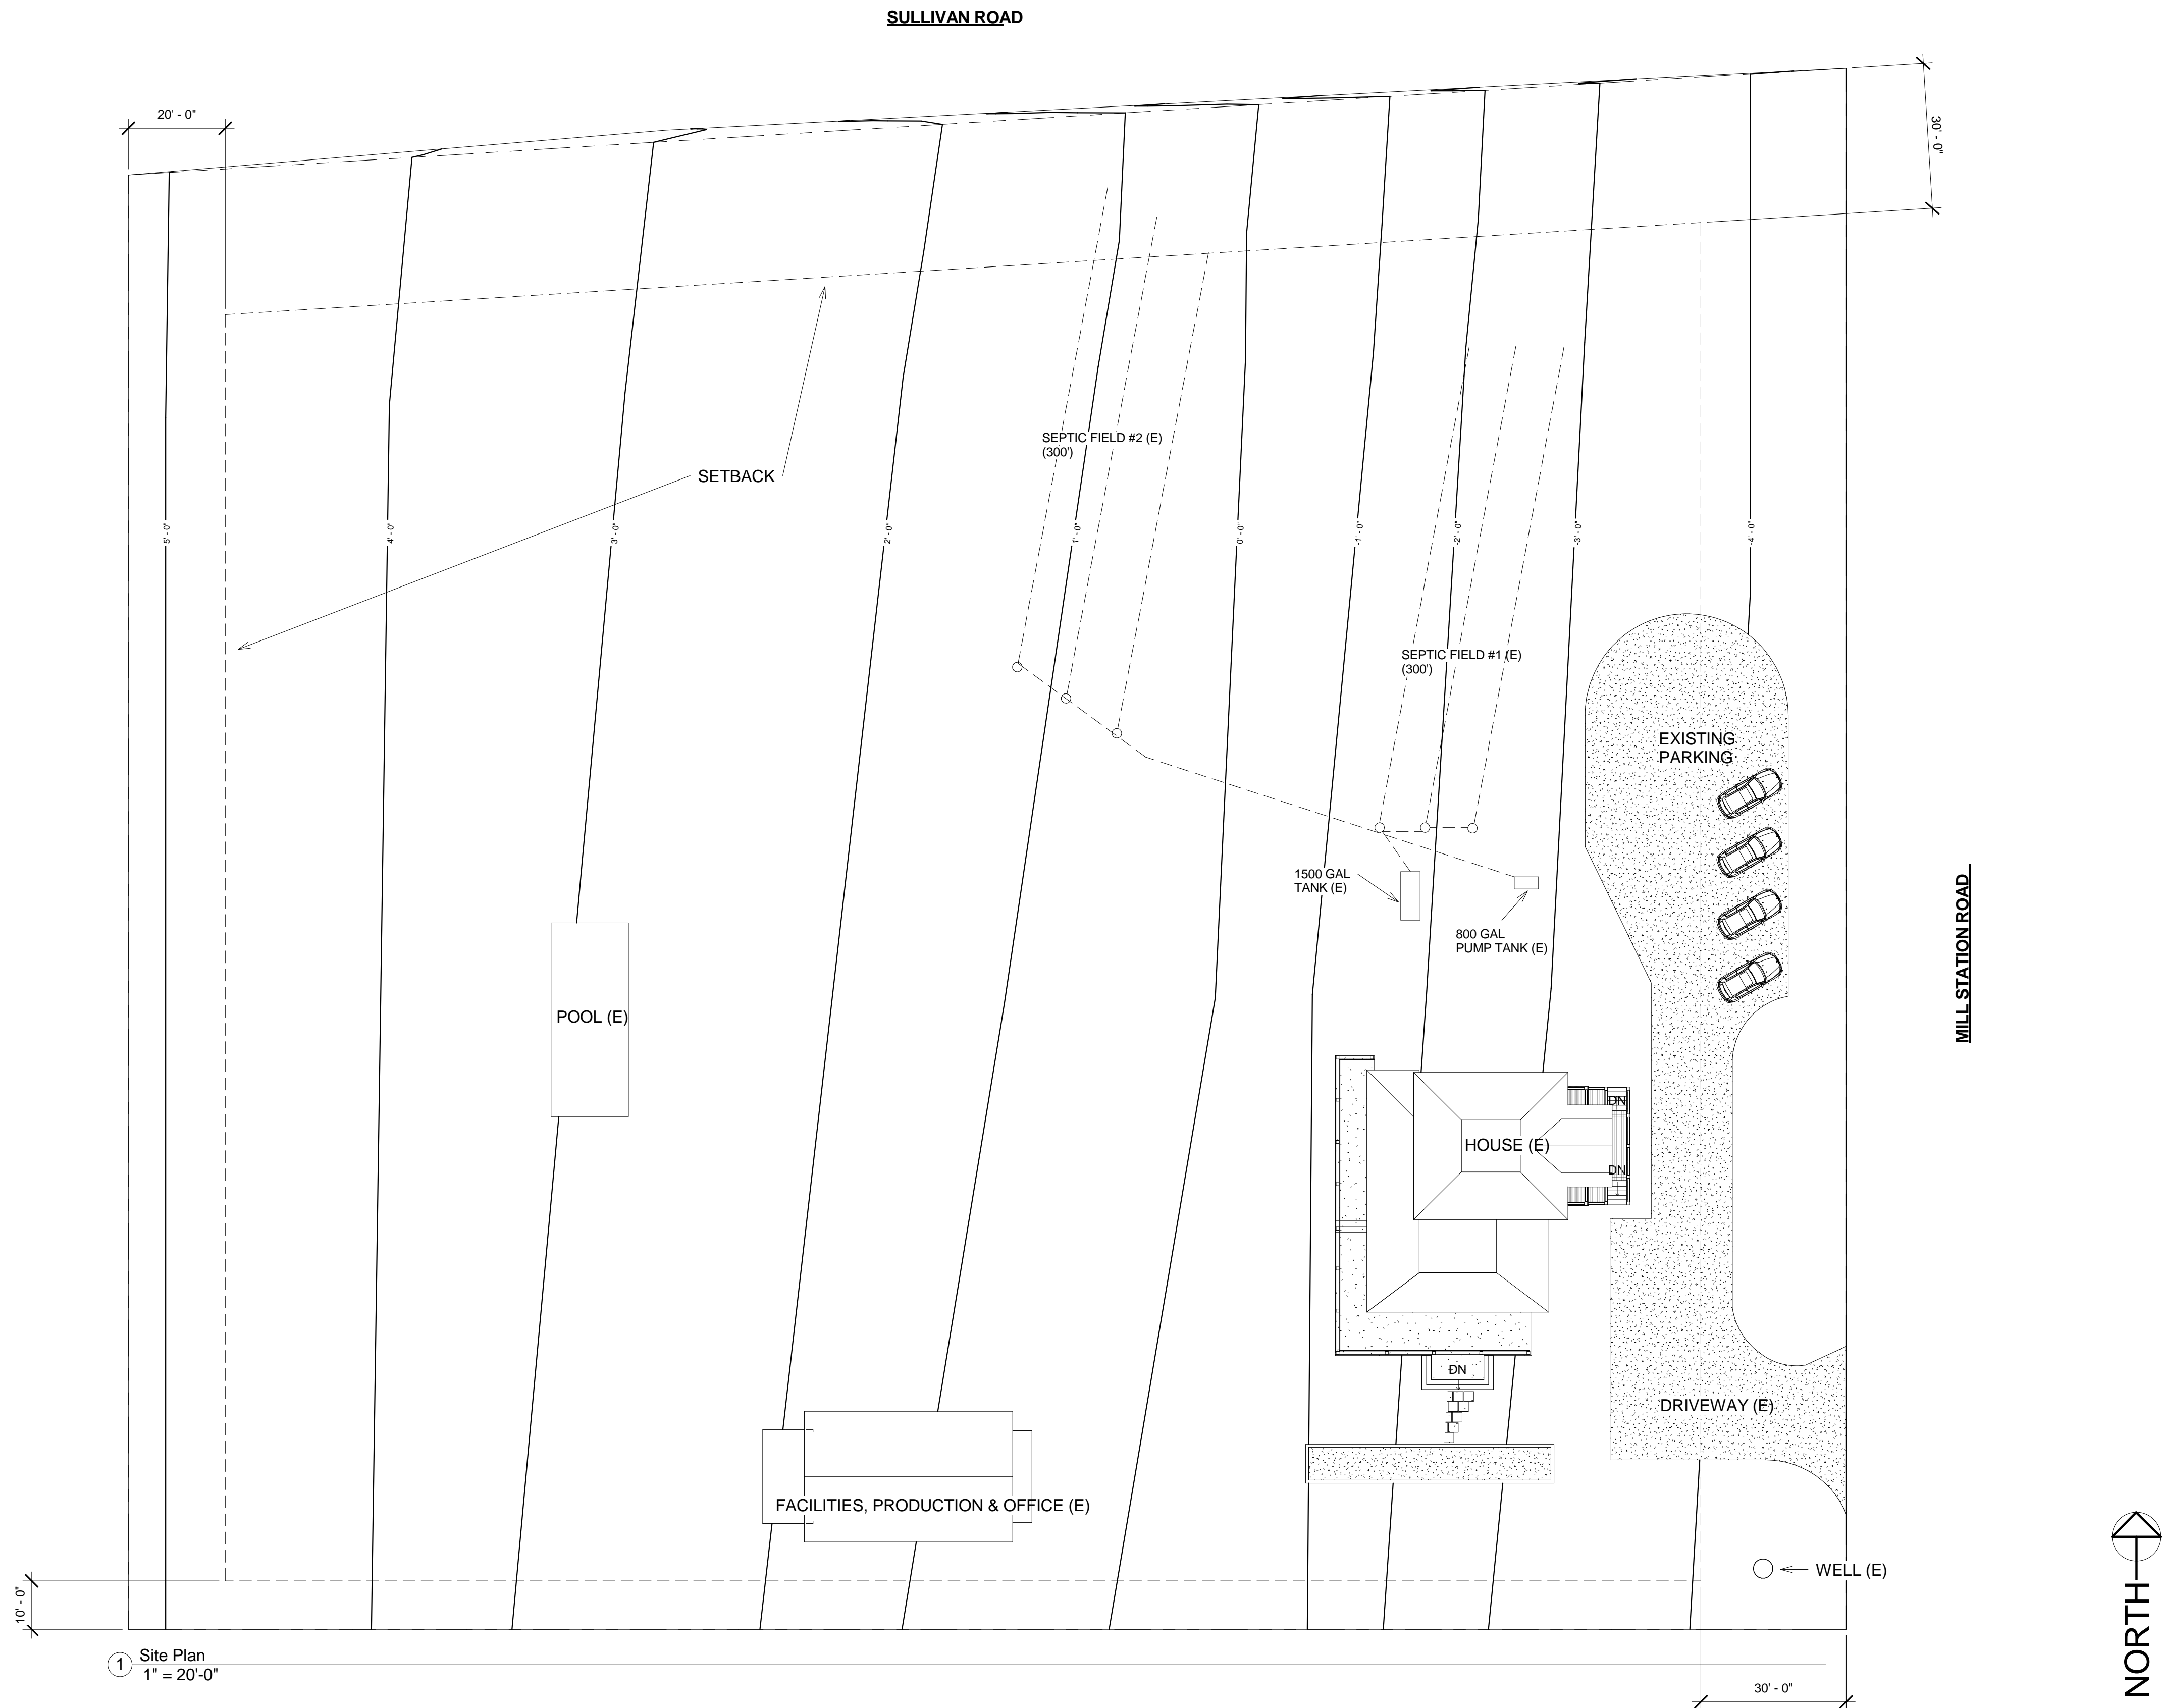 SULLIVAN ROAD
20' - 0"
30' - 0"
SEPTIC FIELD #2 (E)
(300')
SETBACK
5' - 0"
4' - 0"
3' - 0"
2' - 0"
1' - 0"
0' - 0"
-1' - 0"
-2' - 0"
-3' - 0"
-4' - 0"
SEPTIC FIELD #1 (E)
(300')
EXISTING
PARKING
1500 GAL
TANK (E)
800 GAL
PUMP TANK (E)
MILL STATION ROAD
POOL (E)
DN
HOUSE (E)
DN
DN
DRIVEWAY (E)
FACILITIES, PRODUCTION & OFFICE (E)
WELL (E)
10' - 0"
NORTH
1
Site Plan
1" = 20'-0"
30' - 0"